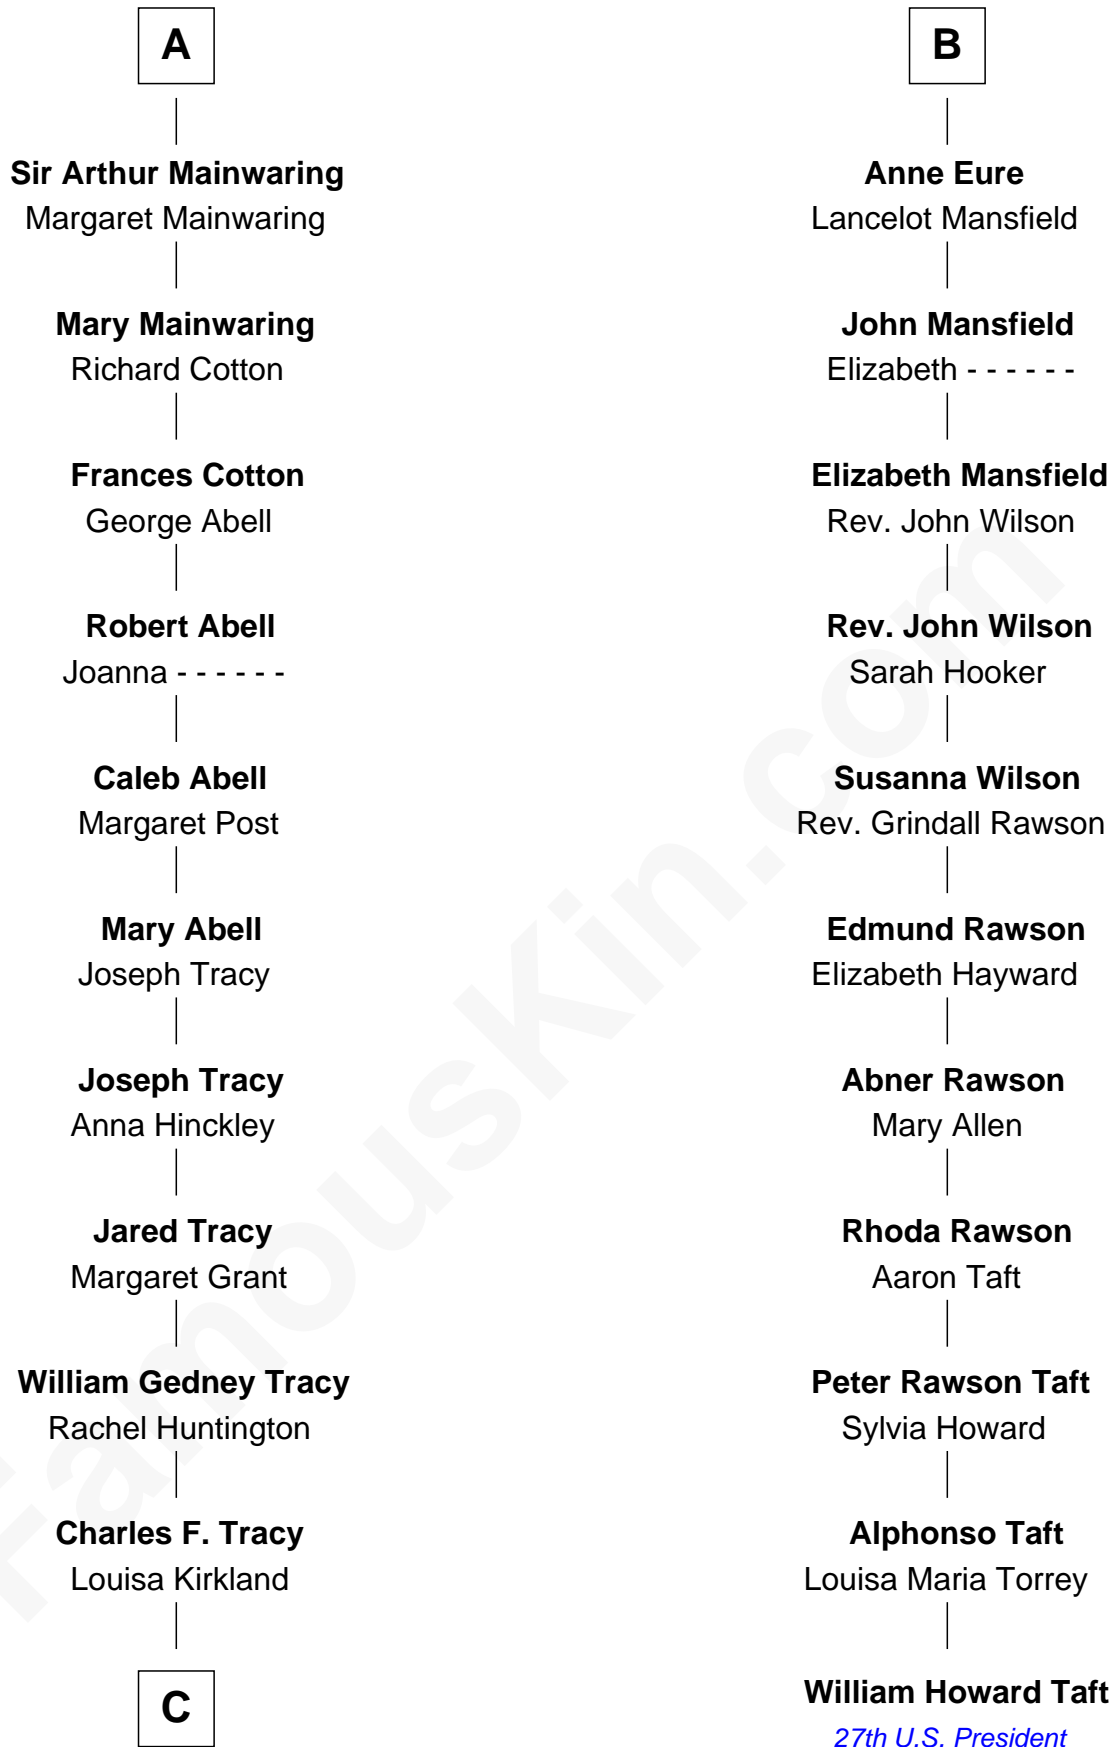 A
Sir Arthur Mainwaring
Margaret Mainwaring
Mary Mainwaring
Richard Cotton
Frances Cotton
George Abell
Robert Abell
Joanna - - - - - -
Caleb Abell
Margaret Post
Mary Abell
Joseph Tracy
Joseph Tracy
Anna Hinckley
Jared Tracy
Margaret Grant
William Gedney Tracy
Rachel Huntington
Charles F. Tracy
Louisa Kirkland
C
B
Anne Eure
Lancelot Mansfield
John Mansfield
Elizabeth - - - - - -
Elizabeth Mansfield
Rev. John Wilson
Rev. John Wilson
Sarah Hooker
Susanna Wilson
Rev. Grindall Rawson
Edmund Rawson
Elizabeth Hayward
Abner Rawson
Mary Allen
Rhoda Rawson
Aaron Taft
Peter Rawson Taft
Sylvia Howard
Alphonso Taft
Louisa Maria Torrey
William Howard Taft
27th U.S. President
FamousKin.com